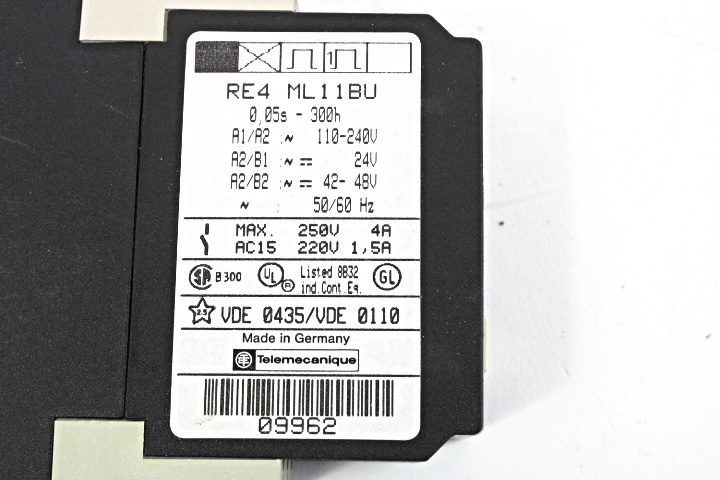 RE4 ML11BU
0,05s - 300h
A1/A2 : ~ 110-240V
A2/B1 : ~ ⎓ 24V
A2/B2 : ~ ⎓ 42- 48V
~ : 50/60 Hz
MAX. 250V 4A
AC15 220V 1,5A
SA B300 UL ® Listed 8B32 GL
ind.Cont.Eq.
VDE 0435/VDE 0110
Made in Germany
Telemecanique
09962